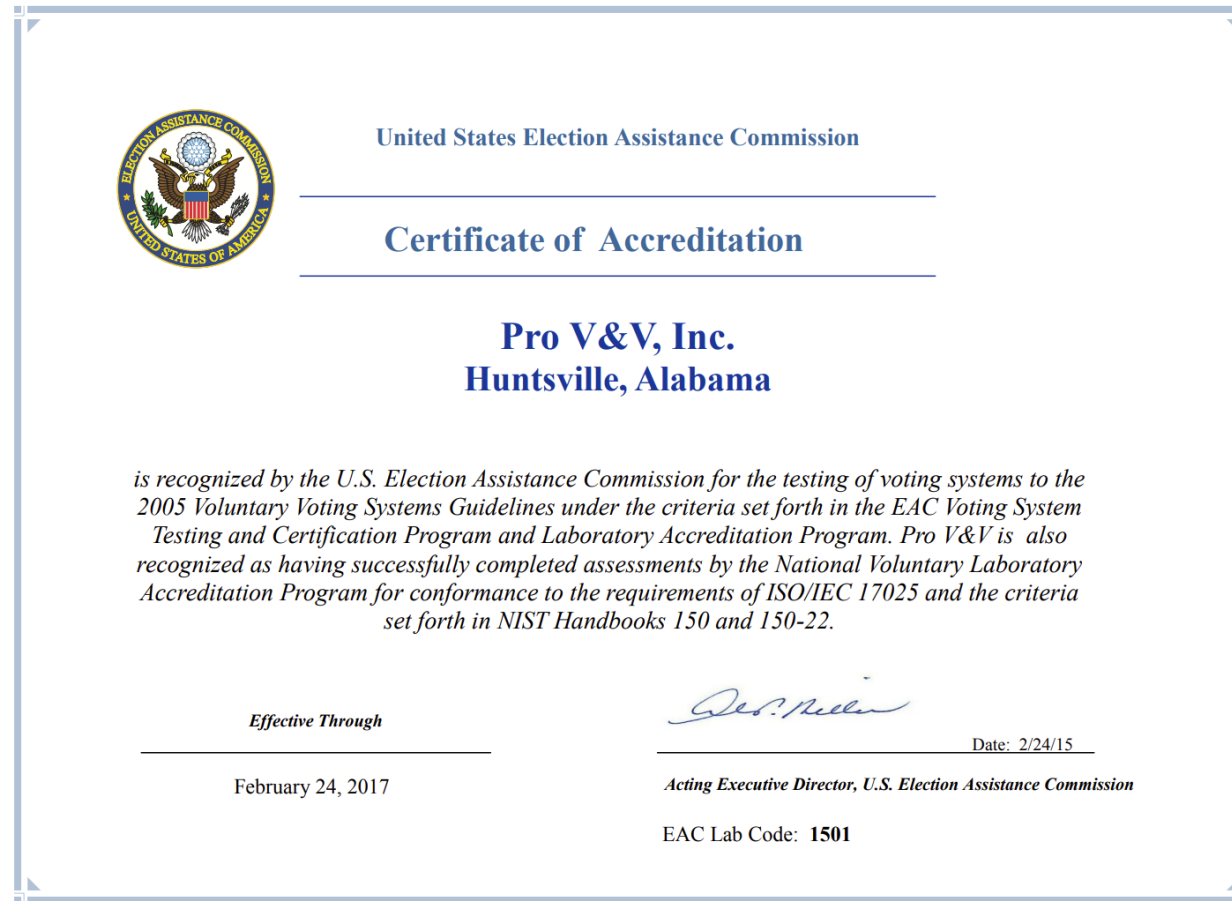 ELECTION ASSISTANCE COMMISSION
UNITED STATES OF AMERICA
United States Election Assistance Commission
Certificate of Accreditation
Pro V&V, Inc.
Huntsville, Alabama
is recognized by the U.S. Election Assistance Commission for the testing of voting systems to the
2005 Voluntary Voting Systems Guidelines under the criteria set forth in the EAC Voting System
Testing and Certification Program and Laboratory Accreditation Program. Pro V&V is also
recognized as having successfully completed assessments by the National Voluntary Laboratory
Accreditation Program for conformance to the requirements of ISO/IEC 17025 and the criteria
set forth in NIST Handbooks 150 and 150-22.
Effective Through
February 24, 2017
Date: 2/24/15
Acting Executive Director, U.S. Election Assistance Commission
EAC Lab Code: 1501